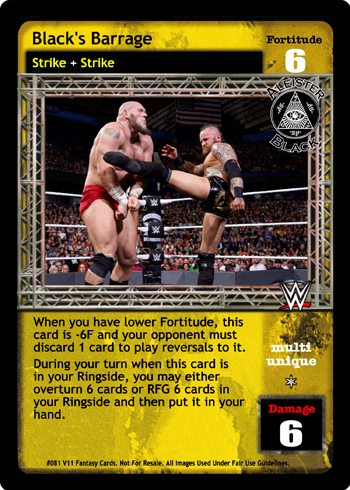 Black's Barrage
Fortitude
6
Strike + Strike
ALEISTER
BLACK
When you have lower Fortitude, this
card is -6F and your opponent must
discard 1 card to play reversals to it.
During your turn when this card is
in your Ringside, you may either
overturn 6 cards or RFG 6 cards in
your Ringside and then put it in your
hand.
multi
unique
Damage
6
#081 V11 Fantasy Cards. Not For Resale. All Images Used Under Fair Use Guidelines.